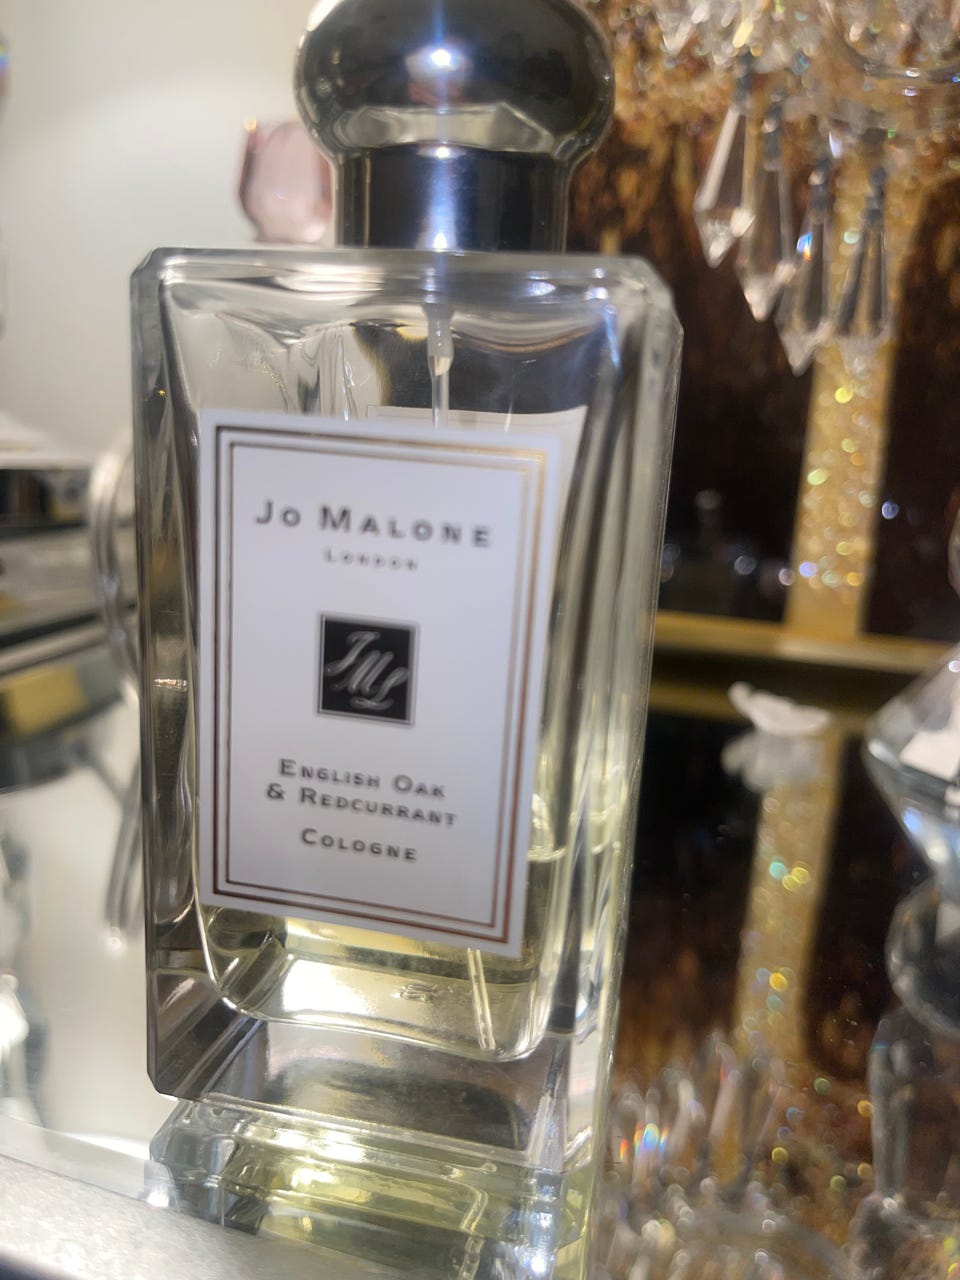 Jo Malone
London
JML
English Oak
& Redcurrant
Cologne